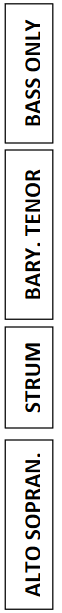 BASS ONLY
BARY. TENOR
STRUM
ALTO SOPRAN.